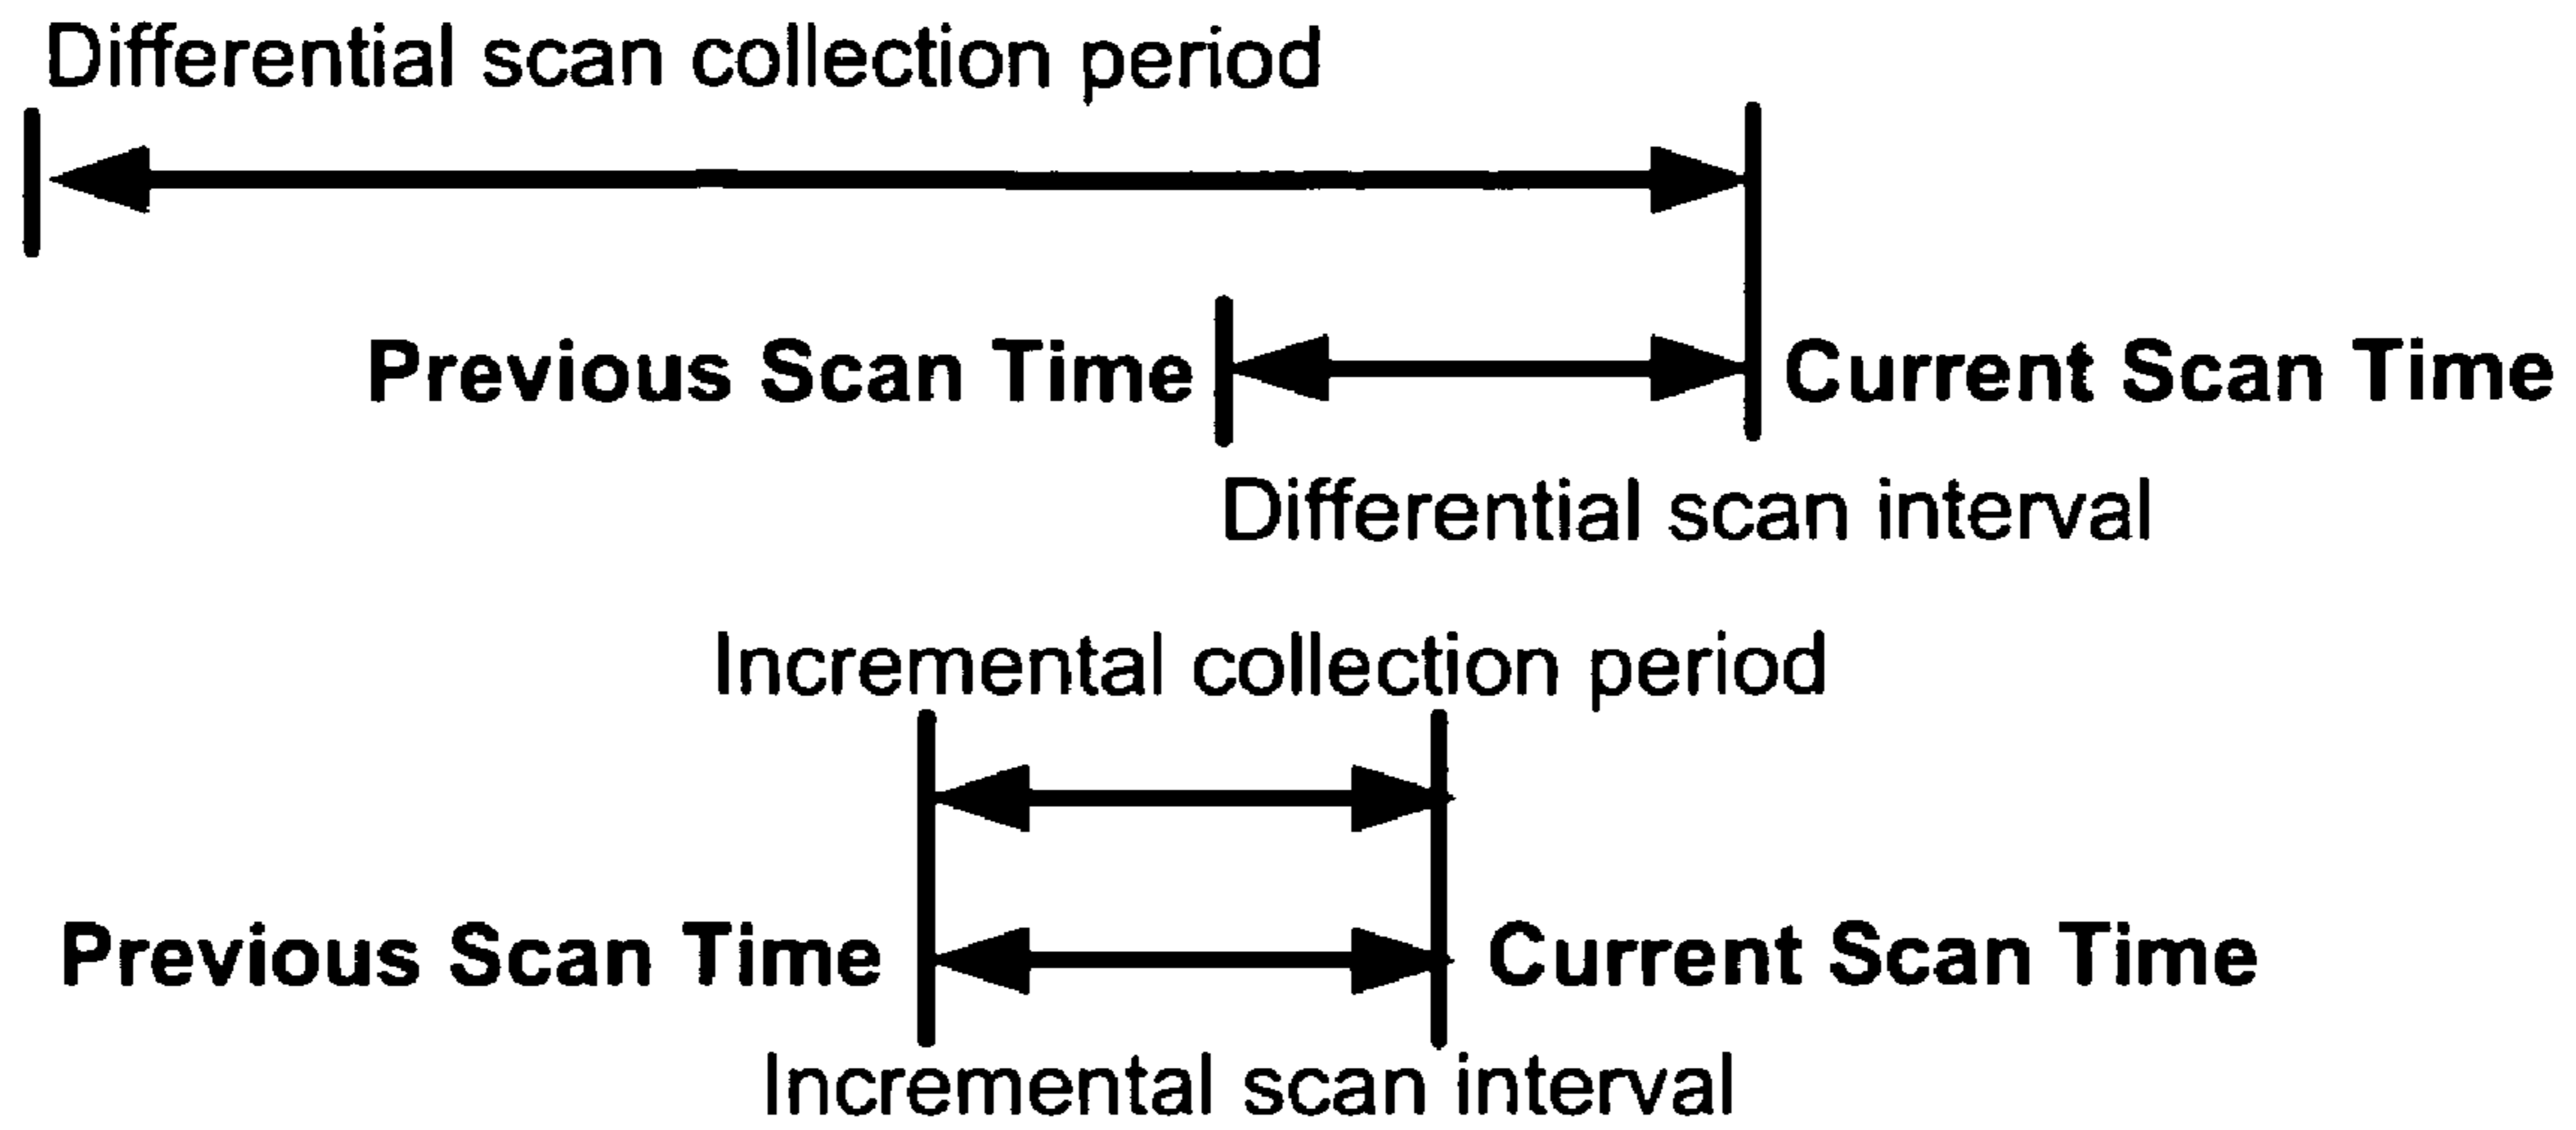 Differential scan collection period
Previous Scan Time Current Scan Time
Differential scan interval
Incremental collection period
Previous Scan Time Current Scan Time
Incremental scan interval